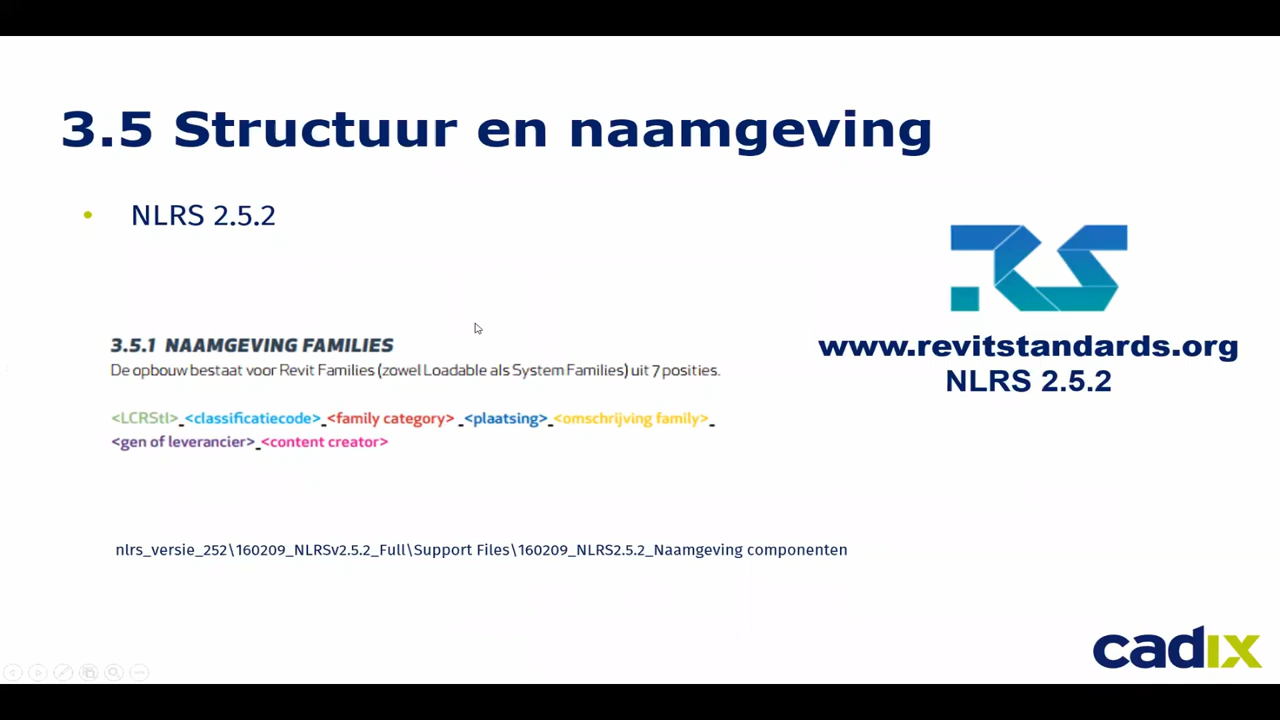 3.5 Structuur en naamgeving
• NLRS 2.5.2
RS
www.revitstandards.org
NLRS 2.5.2
3.5.1 NAAMGEVING FAMILIES
De opbouw bestaat voor Revit Families (zowel Loadable als System Families) uit 7 posities.
<LCRStl>_<classificatiecode>_<family category> _<plaatsing>_<omschrijving family>_
<gen of leverancier>_<content creator>
nlrs_versie_252\160209_NLRSv2.5.2_Full\Support Files\160209_NLRS2.5.2_Naamgeving componenten
cadix